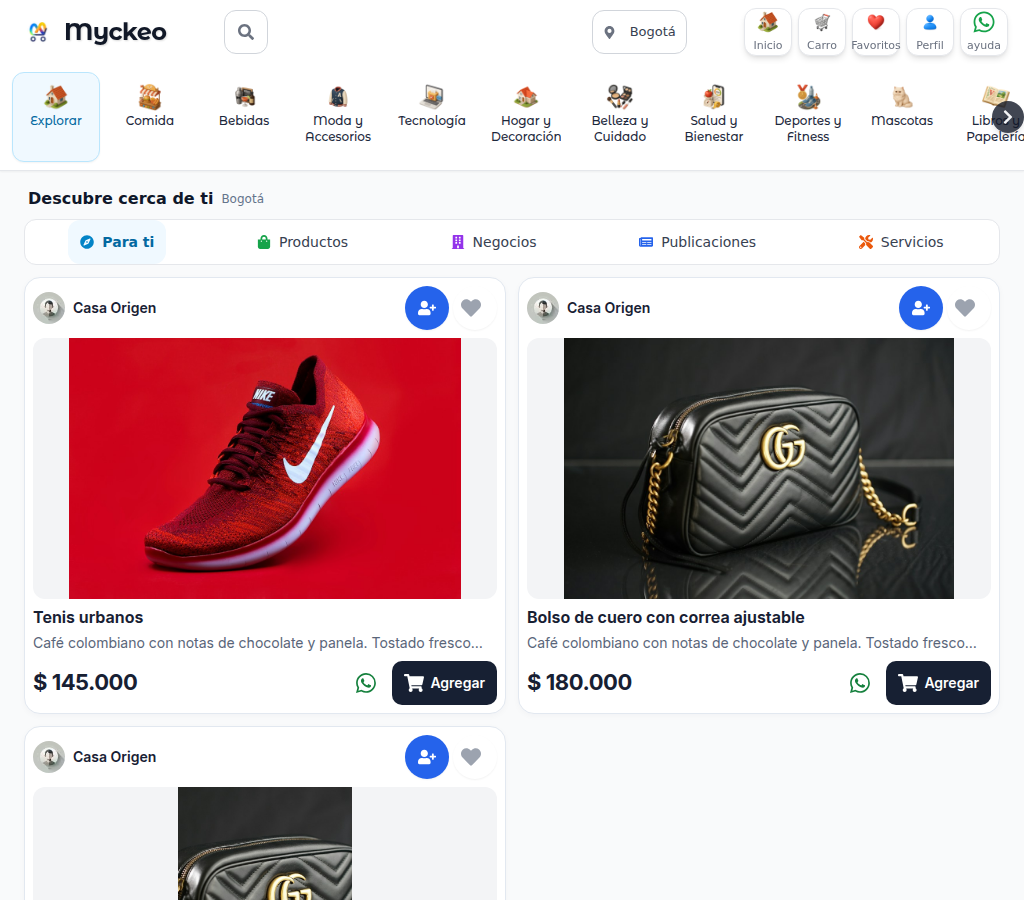 Myckeo
Bogotá
Inicio
Carro
Favoritos
Perfil
ayuda
Explorar
Comida
Bebidas
Moda y
Accesorios
Tecnología
Hogar y
Decoración
Belleza y
Cuidado
Salud y
Bienestar
Deportes y
Fitness
Mascotas
Descubre cerca de ti Bogotá
Para ti
Productos
Negocios
Publicaciones
Servicios
Casa Origen
NIKE
Tenis urbanos
Café colombiano con notas de chocolate y panela. Tostado fresco...
$ 145.000
Agregar
Casa Origen
Bolso de cuero con correa ajustable
Café colombiano con notas de chocolate y panela. Tostado fresco...
$ 180.000
Agregar
Casa Origen